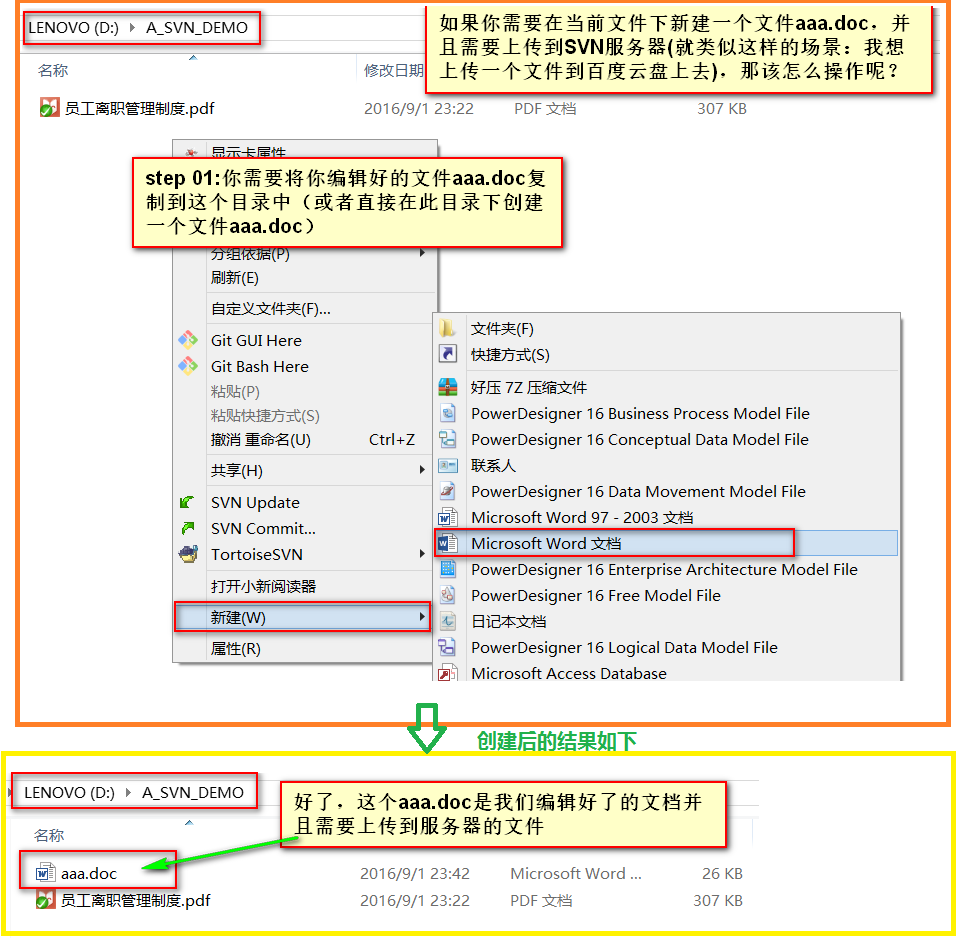 LENOVO (D:) A_SVN_DEMO
如果你需要在当前文件下新建一个文件aaa.doc，并
且需要上传到SVN服务器(就类似这样的场景：我想
上传一个文件到百度云盘上去)，那该怎么操作呢？
名称 修改日期
员工离职管理制度.pdf 2016/9/1 23:22 PDF 文档 307 KB
显示卡属性
step 01:你需要将你编辑好的文件aaa.doc复
制到这个目录中（或者直接在此目录下创建
一个文件aaa.doc）
分组依据(P)
刷新(E)
自定义文件夹(F)...
Git GUI Here
Git Bash Here
粘贴(P)
粘贴快捷方式(S)
撤消 重命名(U) Ctrl+Z
共享(H)
SVN Update
SVN Commit...
TortoiseSVN
打开小新阅读器
新建(W)
属性(R)
文件夹(F)
快捷方式(S)
好压 7Z 压缩文件
PowerDesigner 16 Business Process Model File
PowerDesigner 16 Conceptual Data Model File
联系人
PowerDesigner 16 Data Movement Model File
Microsoft Word 97 - 2003 文档
Microsoft Word 文档
PowerDesigner 16 Enterprise Architecture Model File
PowerDesigner 16 Free Model File
日记本文档
PowerDesigner 16 Logical Data Model File
Microsoft Access Database
创建后的结果如下
LENOVO (D:) A_SVN_DEMO
好了，这个aaa.doc是我们编辑好了的文档并
且需要上传到服务器的文件
名称
aaa.doc 2016/9/1 23:42 Microsoft Word ... 26 KB
员工离职管理制度.pdf 2016/9/1 23:22 PDF 文档 307 KB